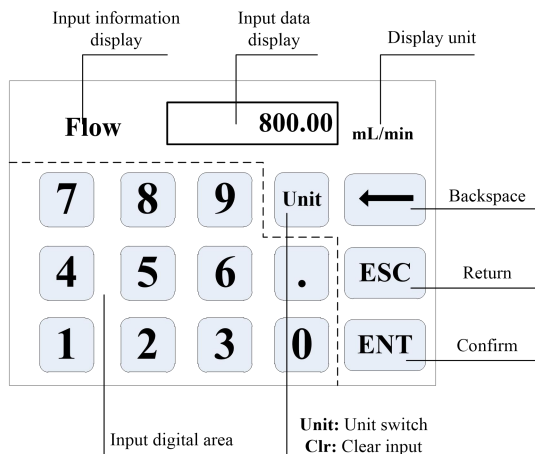 Input information
display
Input data
display
Display unit
Flow
800.00
mL/min
7 8 9 Unit
Backspace
4 5 6 . ESC
Return
1 2 3 0 ENT
Confirm
Input digital area
Unit: Unit switch
Clr: Clear input